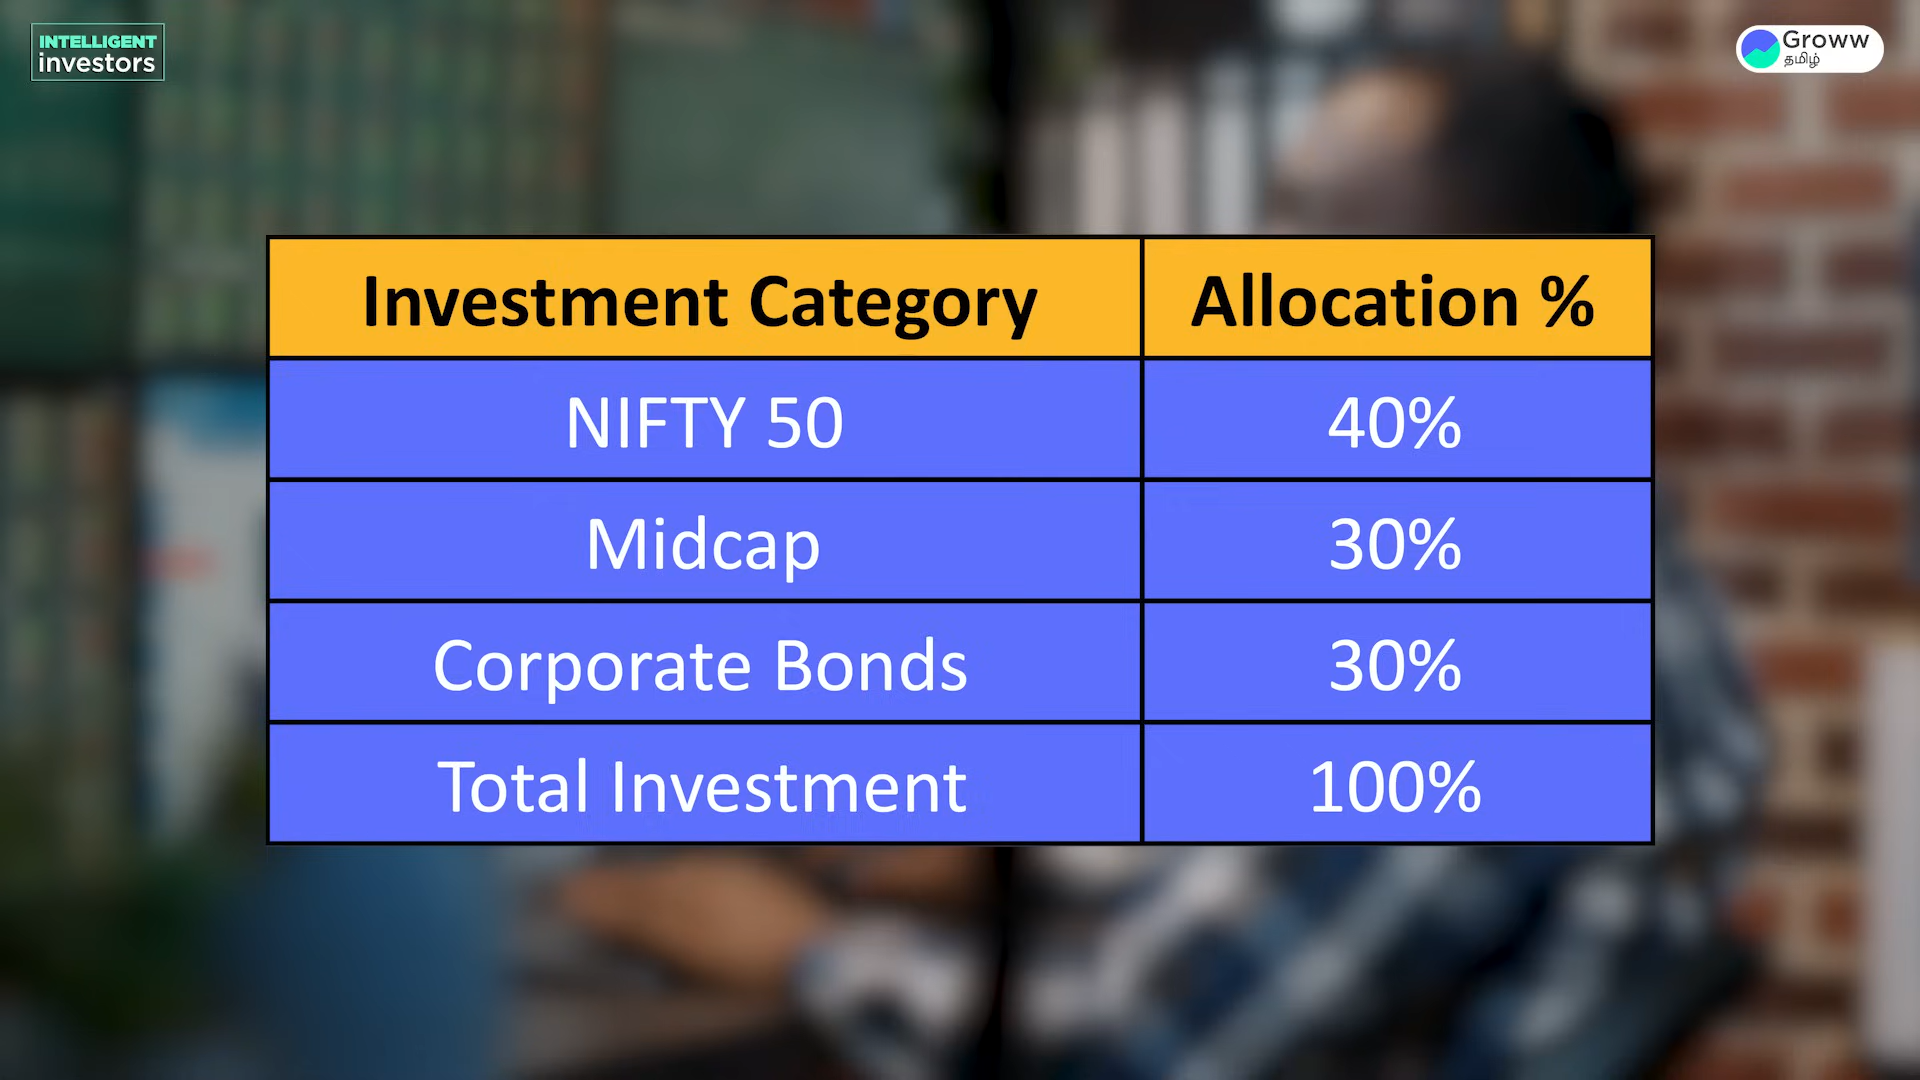 INTELLIGENT
investors
Groww
தமிழ்
Investment Category Allocation %
NIFTY 50 40%
Midcap 30%
Corporate Bonds 30%
Total Investment 100%